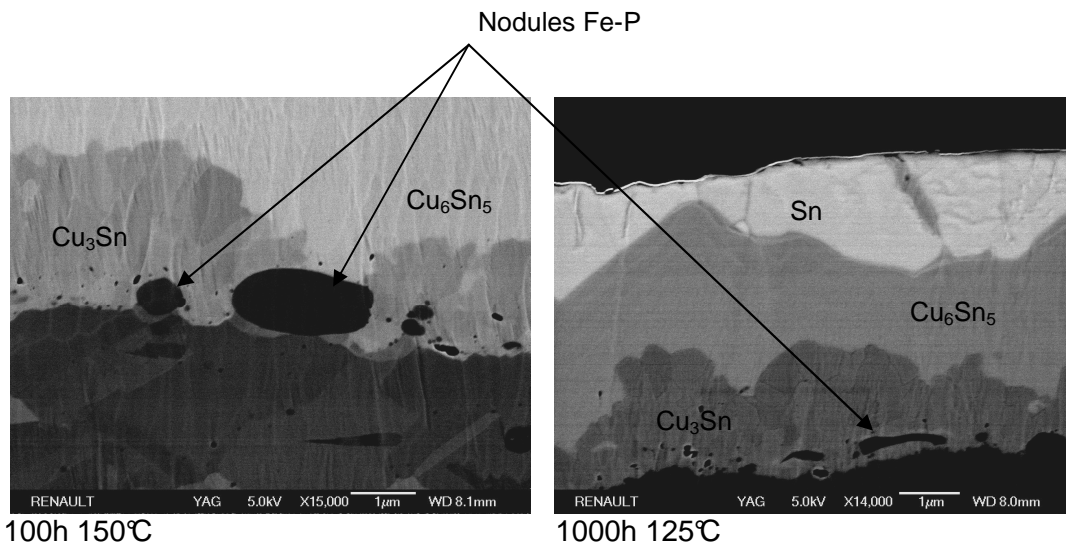 Nodules Fe-P
Cu3Sn
Cu6Sn5
RENAULT YAG 5.0kV X15,000 1µm WD 8.1mm
100h 150°C
Sn
Cu6Sn5
Cu3Sn
YAG 5.0kV X14,000 1µm WD 8.0mm
RENAULT
1000h 125°C